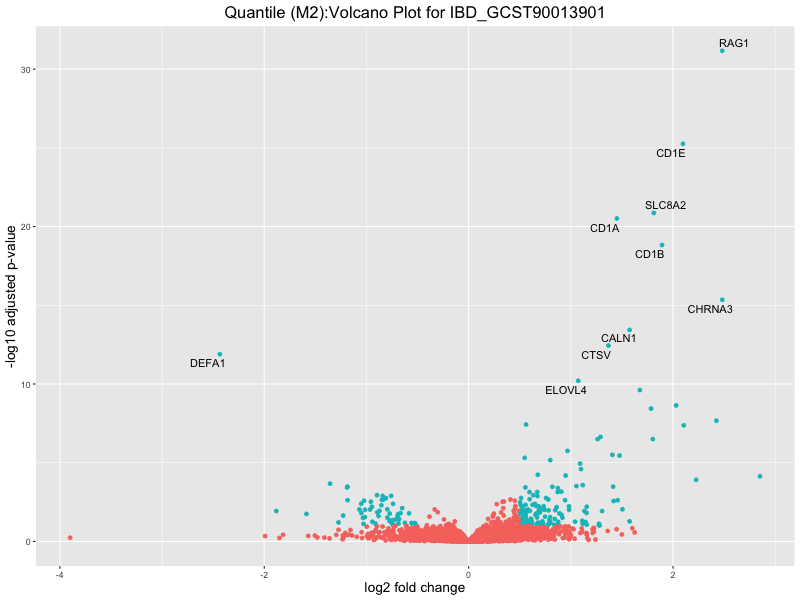 Quantile (M2):Volcano Plot for IBD_GCST90013901
RAG1
30
CD1E
SLC8A2
20
CD1A
CD1B
-log10 adjusted p-value
CHRNA3
CALN1
CTSV
DEFA1
10
ELOVL4
0
-4
-2
0
2
log2 fold change